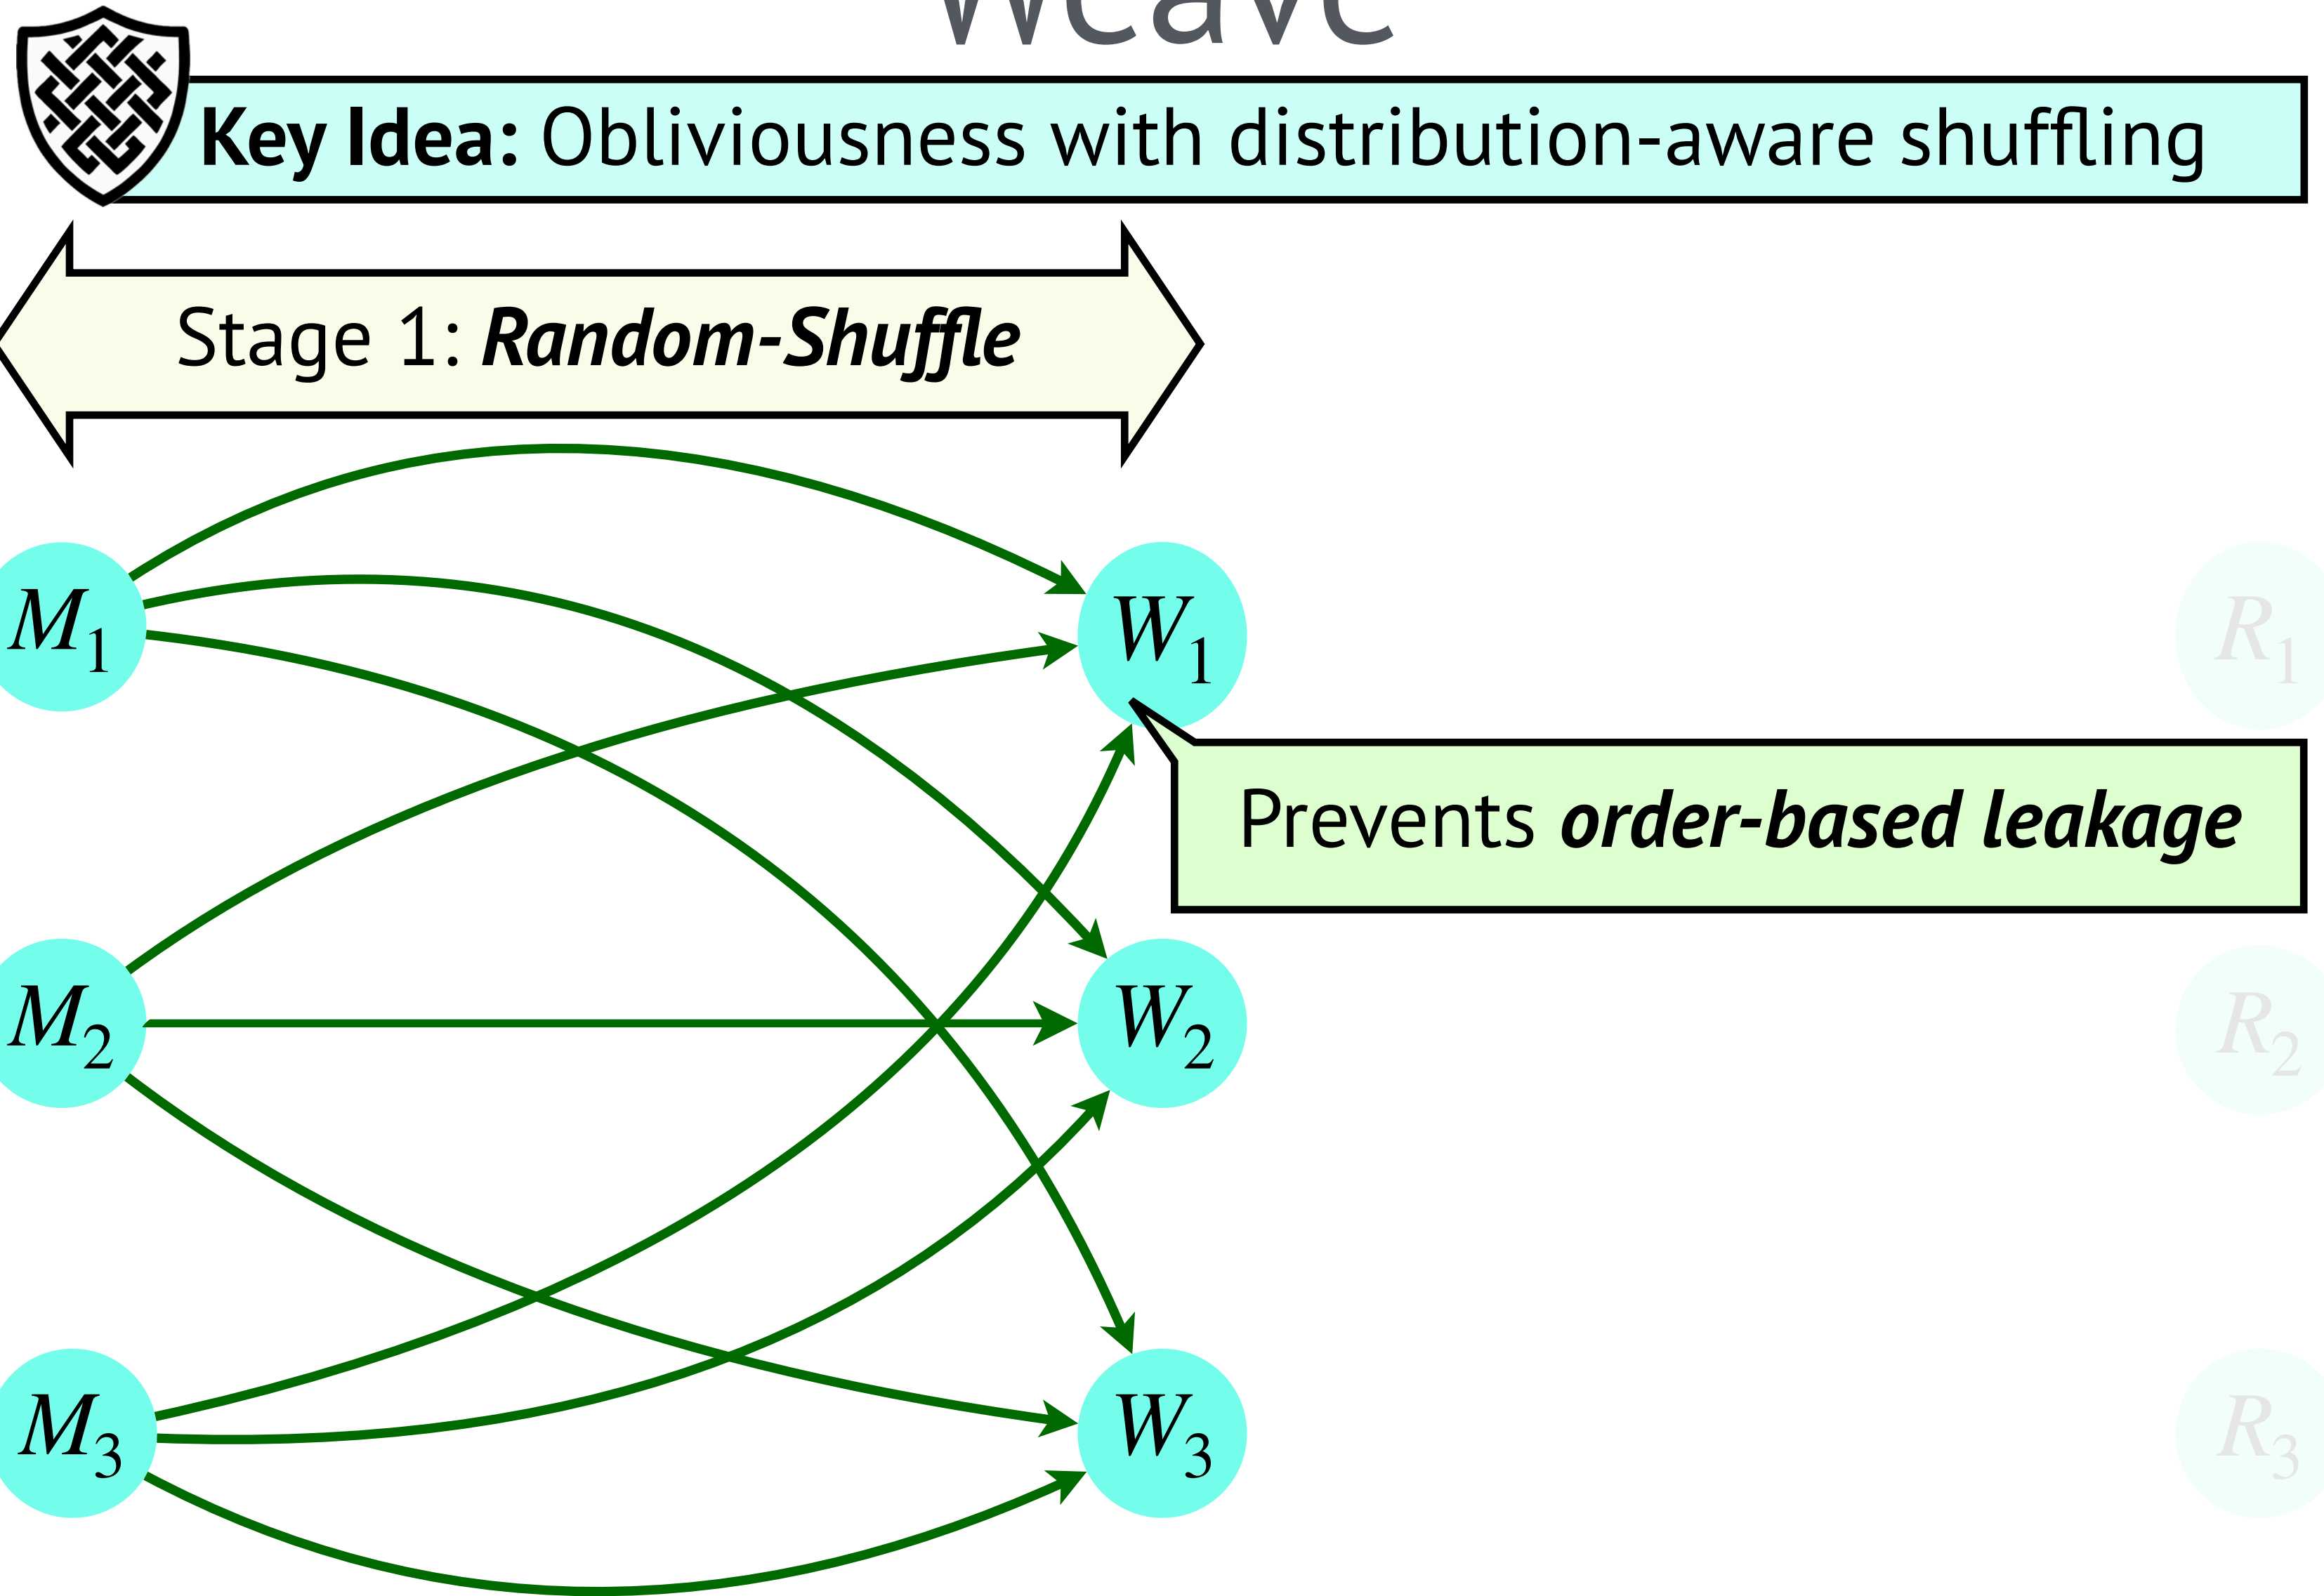 Weave
Key Idea: Obliviousness with distribution-aware shuffling
Stage 1: Random-Shuffle
M1
W1
R1
Prevents order-based leakage
M2
W2
R2
M3
W3
R3